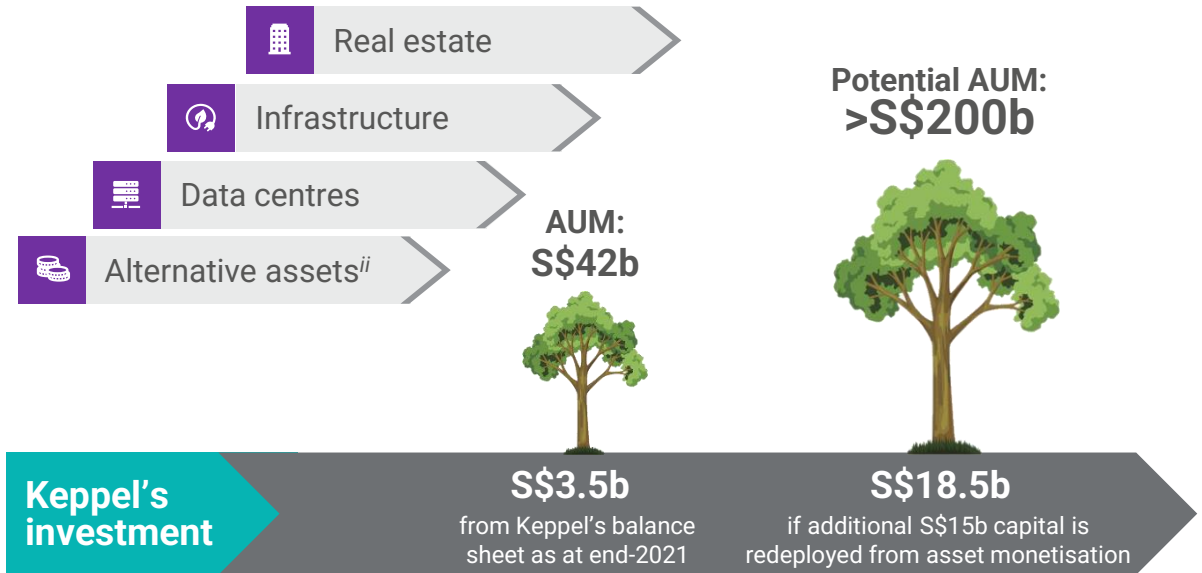 Real estate
Infrastructure
Data centres
Alternative assetsii
AUM:
S$42b
Potential AUM:
>S$200b
Keppel’s
investment
S$3.5b
from Keppel’s balance
sheet as at end-2021
S$18.5b
if additional S$15b capital is
redeployed from asset monetisation